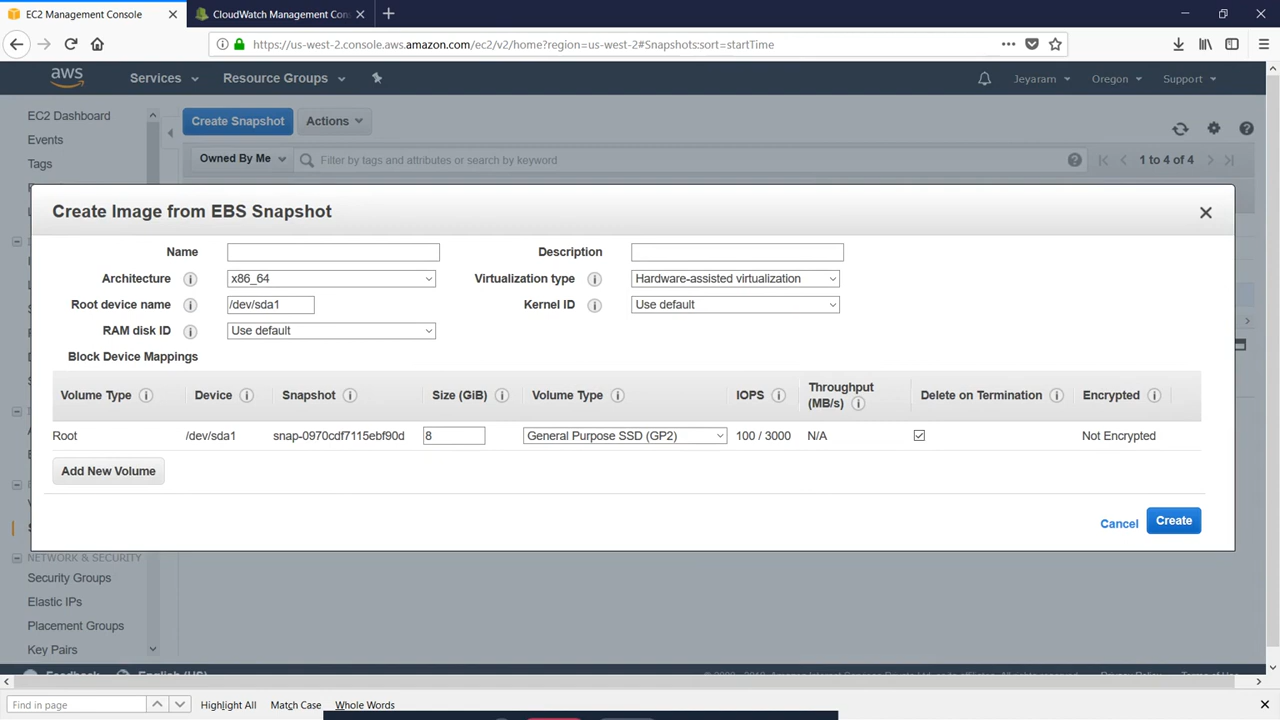 EC2 Management Console
CloudWatch Management Con
https://us-west-2.console.aws.amazon.com/ec2/v2/home?region=us-west-2#Snapshots:sort=startTime
aws Services Resource Groups Jeyaram Oregon Support
EC2 Dashboard
Events
Tags
Create Snapshot Actions
Owned By Me Filter by tags and attributes or search by keyword 1 to 4 of 4
Create Image from EBS Snapshot
Name Description
Architecture x86_64 Virtualization type Hardware-assisted virtualization
Root device name /dev/sda1 Kernel ID Use default
RAM disk ID Use default
Block Device Mappings
Volume Type Device Snapshot Size (GiB) Volume Type IOPS Throughput (MB/s) Delete on Termination Encrypted
Root /dev/sda1 snap-0970cdf7115ebf90d 8 General Purpose SSD (GP2) 100 / 3000 N/A Not Encrypted
Add New Volume
Cancel Create
NETWORK & SECURITY
Security Groups
Elastic IPs
Placement Groups
Key Pairs
Feedback English (US)
Find in page Highlight All Match Case Whole Words